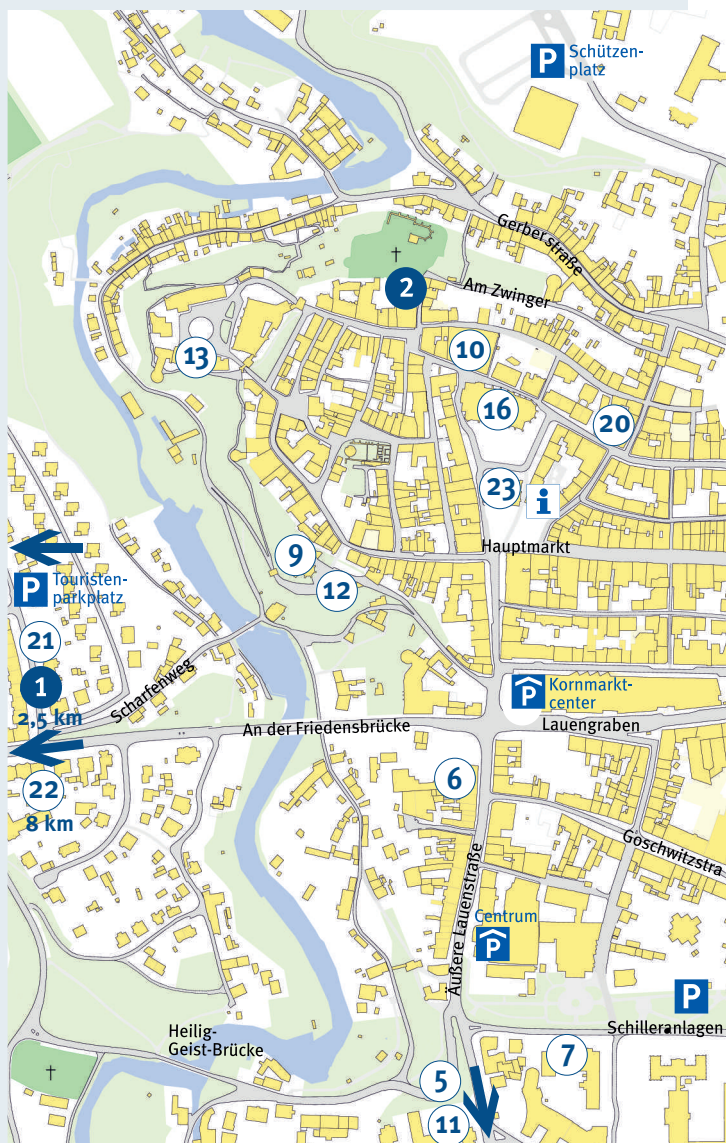 P Schützen-
platz
Gerberstraße
2
Am Zwinger
10
13
16
20
23
i
Hauptmarkt
9
12
P Touristen-
parkplatz
21
1
2,5 km
Scharfenweg
P Kornmarkt-
center
An der Friedensbrücke
Lauengraben
22
8 km
6
Goschwitzstra
Äußere Lauenstraße
Centrum
P
P
Schilleranlagen
Heilig-
Geist-Brücke
7
5
11